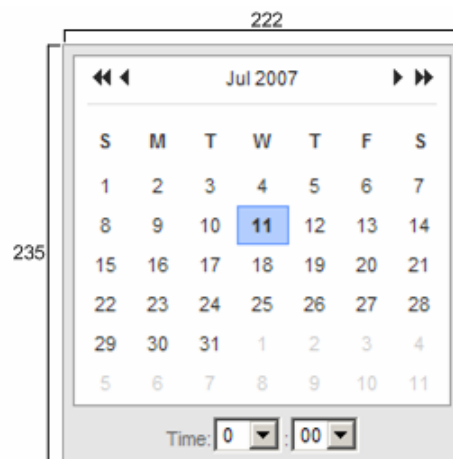 222
Jul 2007
S M T W T F S
1 2 3 4 5 6 7
8 9 10 11 12 13 14
235
15 16 17 18 19 20 21
22 23 24 25 26 27 28
29 30 31 1 2 3 4
5 6 7 8 9 10 11
Time: 0 : 00